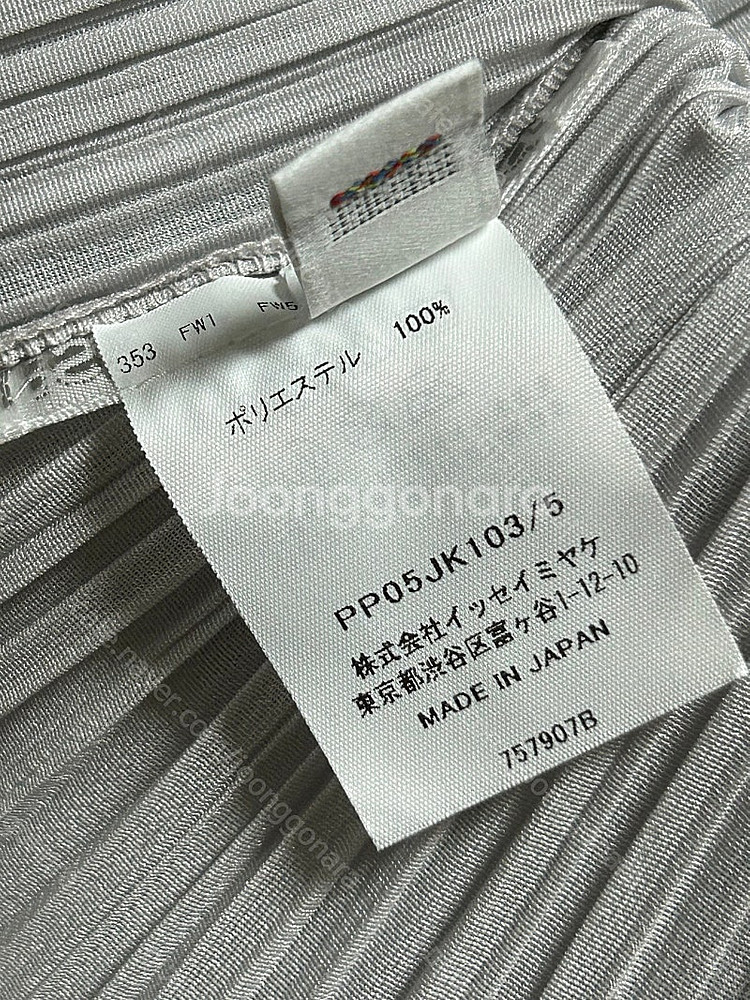 353 FW1 FW5
ポリエステル 100%
PP05JK103/5
株式会社イッセイミヤケ
東京都渋谷区富ヶ谷1-12-10
MADE IN JAPAN
757907B
Joonggonara